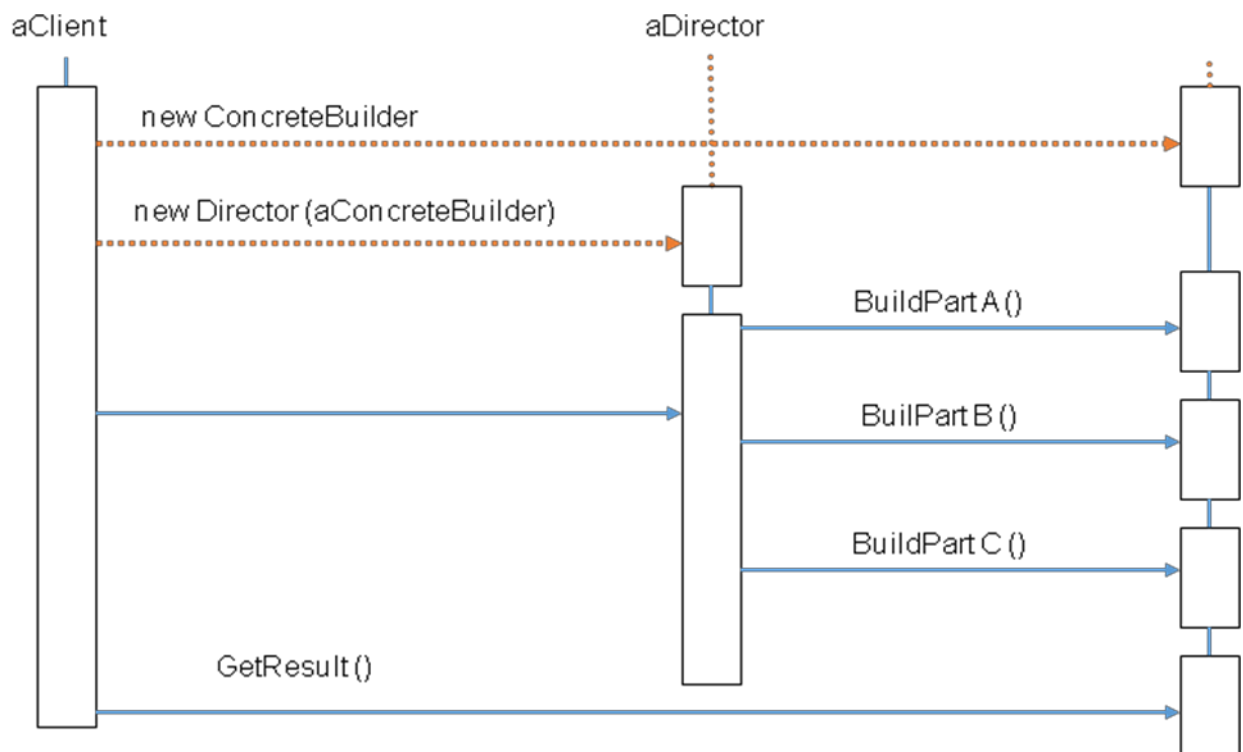 aClient
aDirector
new ConcreteBuilder
new Director (aConcreteBuilder)
BuildPart A ()
BuilPart B ()
BuildPart C ()
GetResult ()